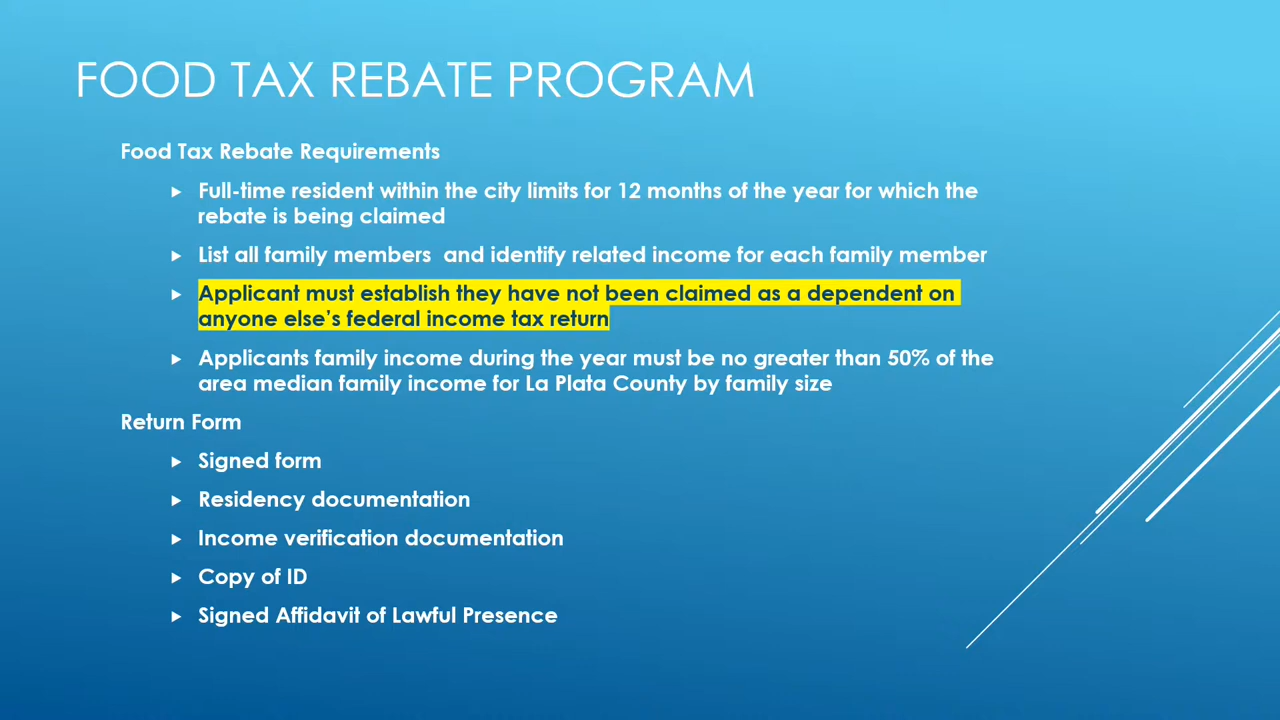 FOOD TAX REBATE PROGRAM
Food Tax Rebate Requirements
Full-time resident within the city limits for 12 months of the year for which the
rebate is being claimed
List all family members  and identify related income for each family member
Applicant must establish they have not been claimed as a dependent on
anyone else’s federal income tax return
Applicants family income during the year must be no greater than 50% of the
area median family income for La Plata County by family size
Return Form
Signed form
Residency documentation
Income verification documentation
Copy of ID
Signed Affidavit of Lawful Presence